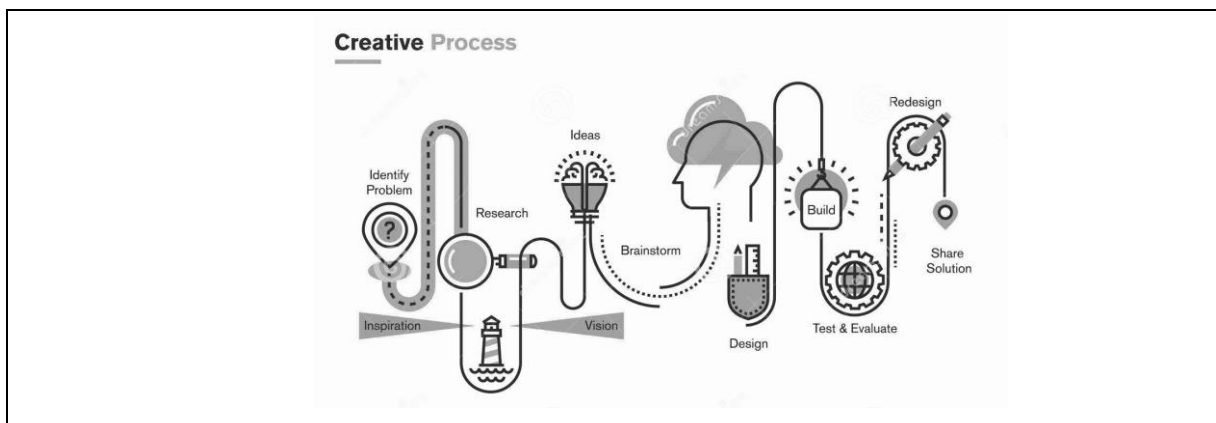 Creative Process
Identify
Problem
?
Research
Inspiration
Vision
Ideas
Brainstorm
Design
Build
Test & Evaluate
Redesign
Share
Solution